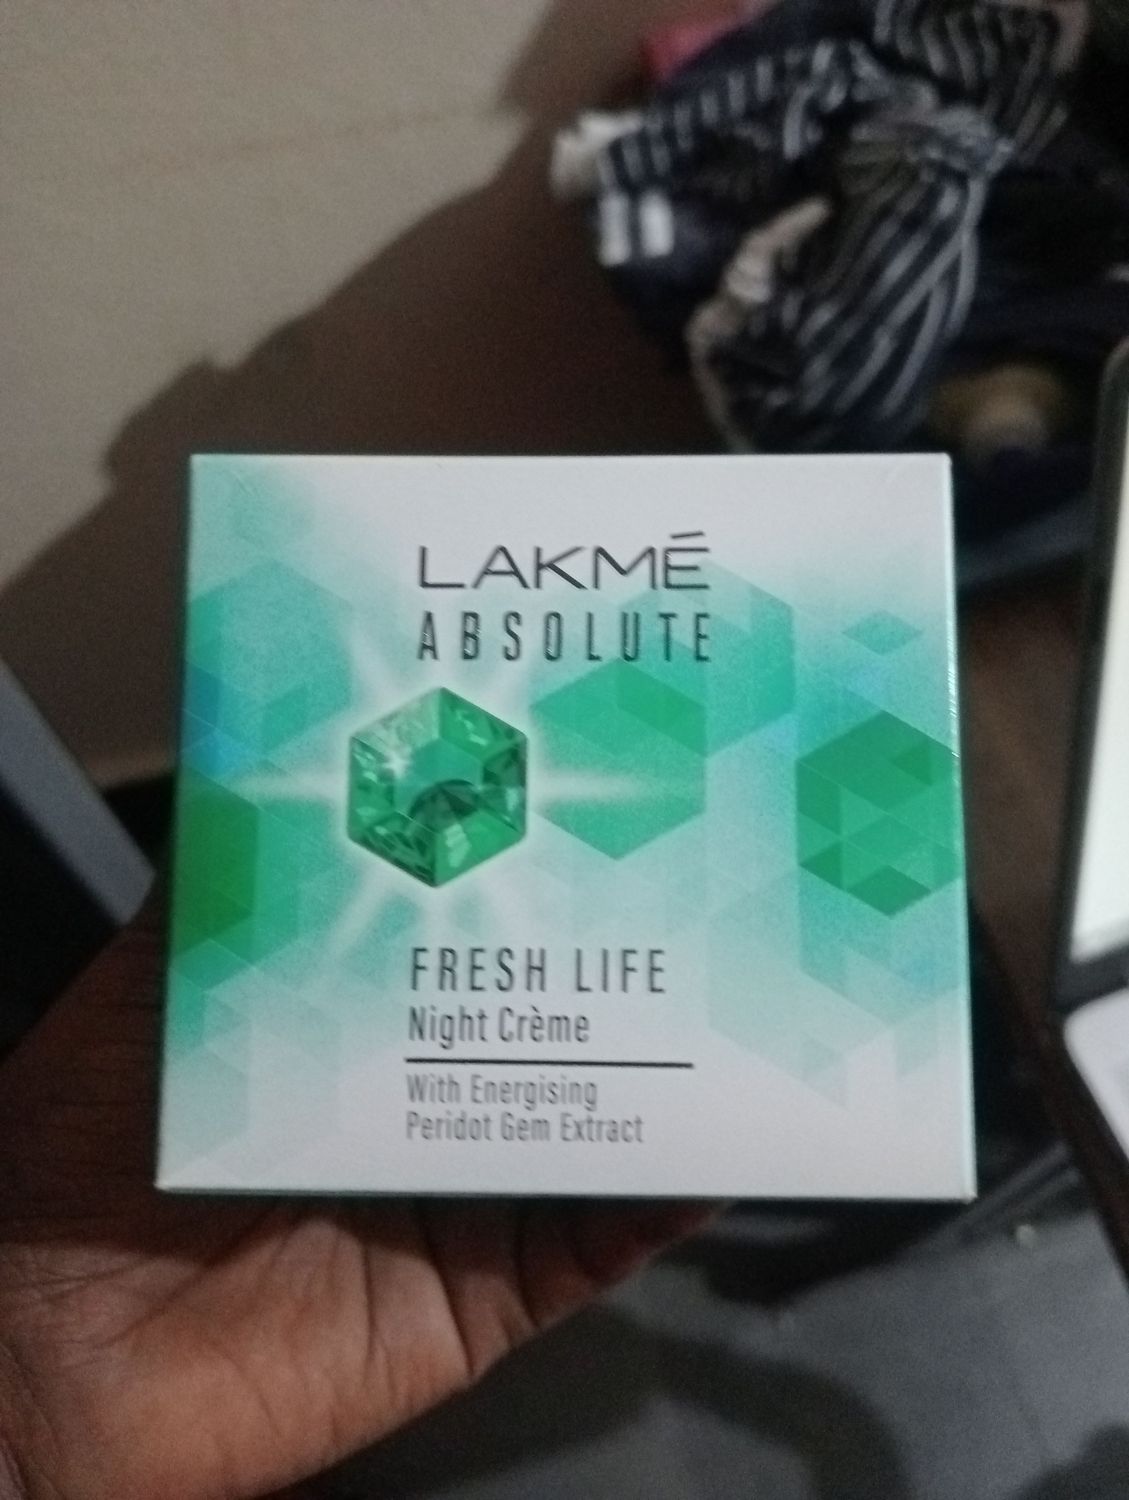 LAKMÉ
ABSOLUTE
FRESH LIFE
Night Crème
With Energising
Peridot Gem Extract